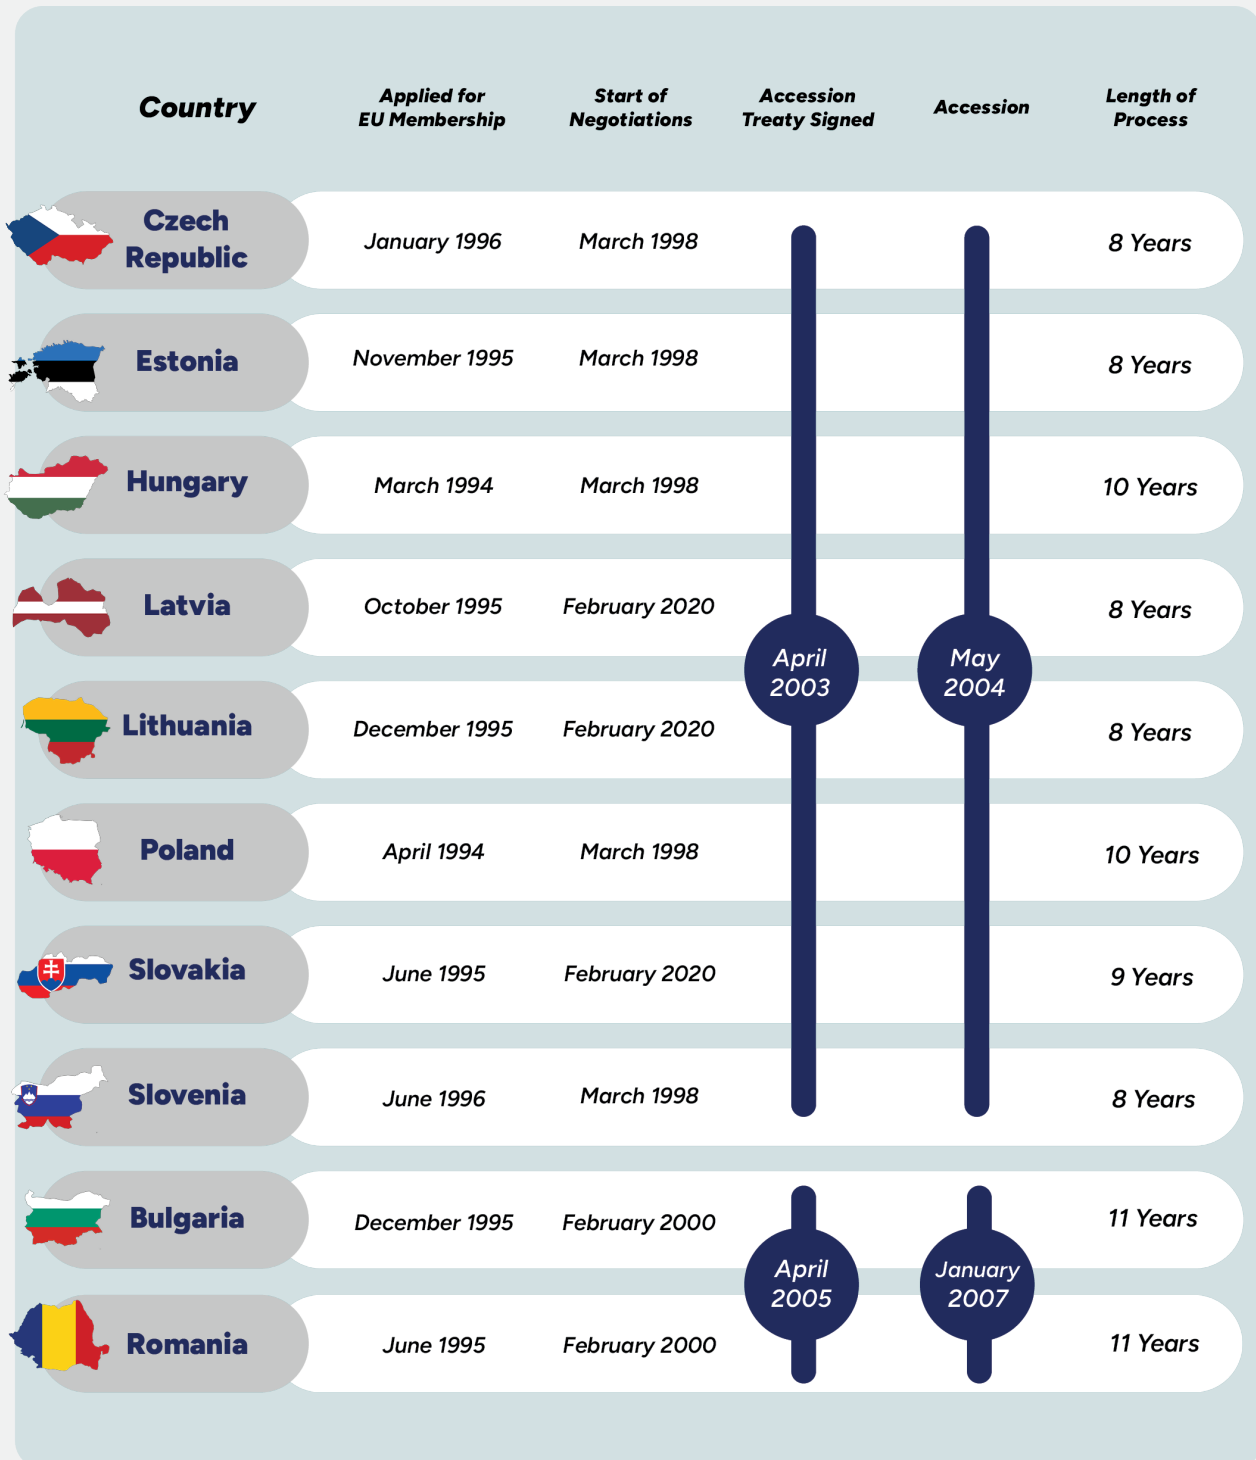 Country
Applied for
EU Membership
Start of
Negotiations
Accession
Treaty Signed
Accession
Length of
Process
Czech
Republic
January 1996
March 1998
8 Years
Estonia
November 1995
March 1998
8 Years
Hungary
March 1994
March 1998
10 Years
Latvia
October 1995
February 2020
8 Years
April
2003
May
2004
Lithuania
December 1995
February 2020
8 Years
Poland
April 1994
March 1998
10 Years
Slovakia
June 1995
February 2020
9 Years
Slovenia
June 1996
March 1998
8 Years
Bulgaria
December 1995
February 2000
11 Years
April
2005
January
2007
Romania
June 1995
February 2000
11 Years